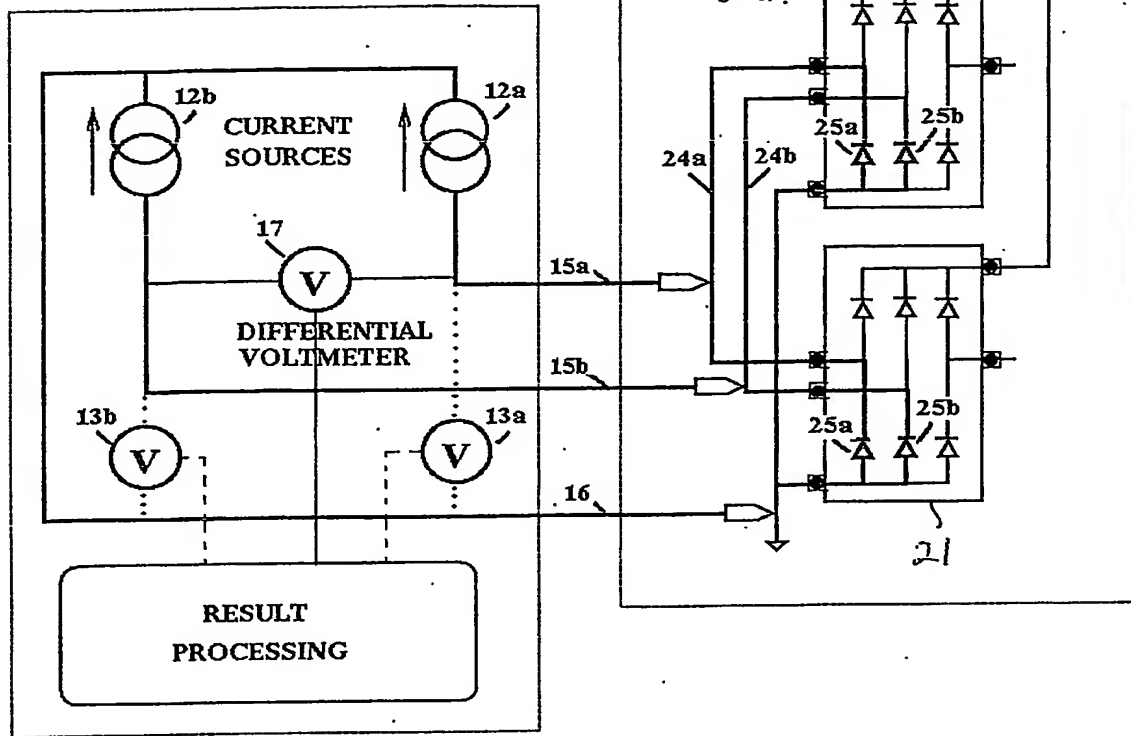 12b
12a
CURRENT
SOURCES
17
V
DIFFERENTIAL
VOLTMETER
15a
15b
13b
V
13a
V
16
RESULT
PROCESSING
24a
24b
25a
25b
25a
25b
21